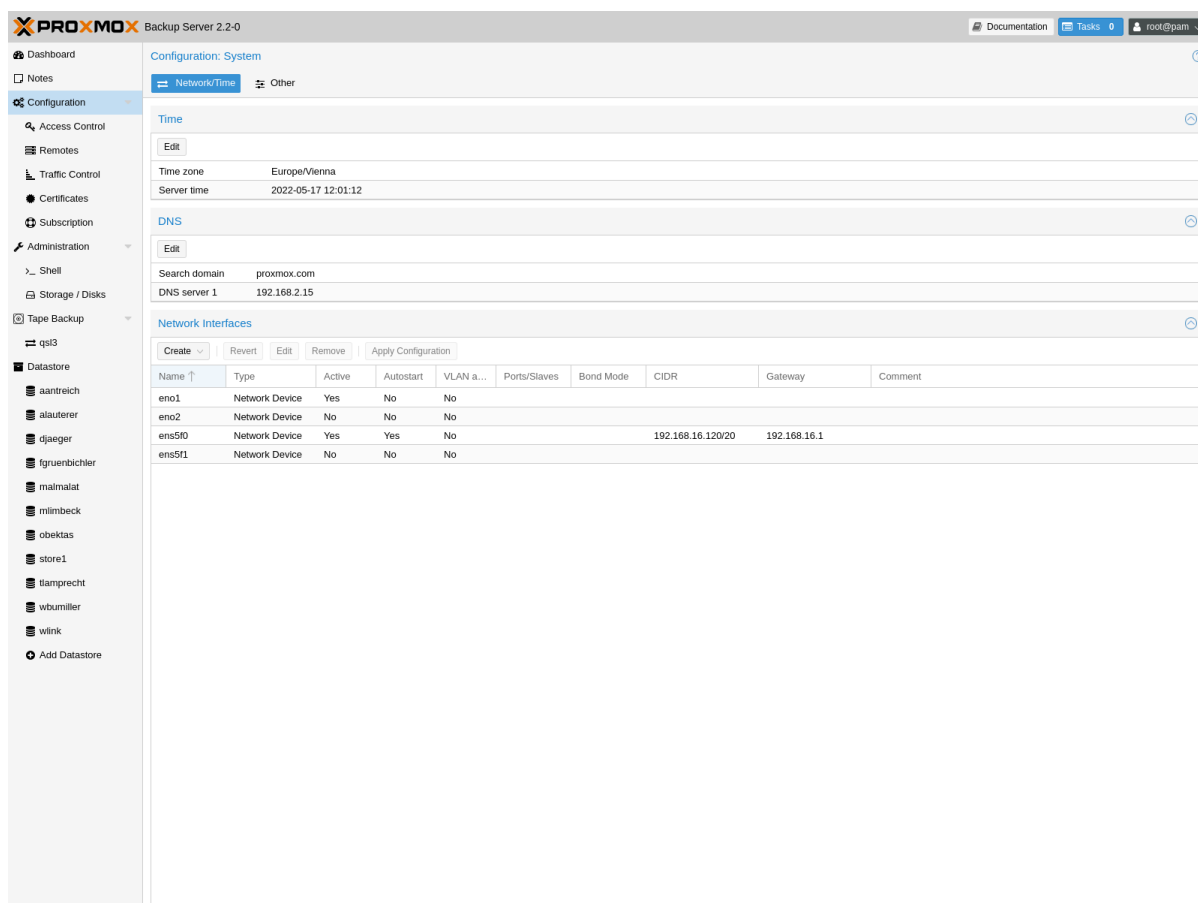 PROXMOX Backup Server 2.2-0 Documentation Tasks 0 root@pam
Dashboard
Notes
Configuration
Access Control
Remotes
Traffic Control
Certificates
Subscription
Administration
>_ Shell
Storage / Disks
Tape Backup
qsl3
Datastore
aantreich
alauterer
djaeger
fgruenbichler
malmalat
mlimbeck
obektas
store1
tlamprecht
wbumiller
wlink
Add Datastore
Configuration: System
Network/Time Other
Time
Edit
Time zone Europe/Vienna
Server time 2022-05-17 12:01:12
DNS
Edit
Search domain proxmox.com
DNS server 1 192.168.2.15
Network Interfaces
Create Revert Edit Remove Apply Configuration
Name Type Active Autostart VLAN a... Ports/Slaves Bond Mode CIDR Gateway Comment
eno1 Network Device Yes No No
eno2 Network Device No No No
ens5f0 Network Device Yes Yes No 192.168.16.120/20 192.168.16.1
ens5f1 Network Device No No No